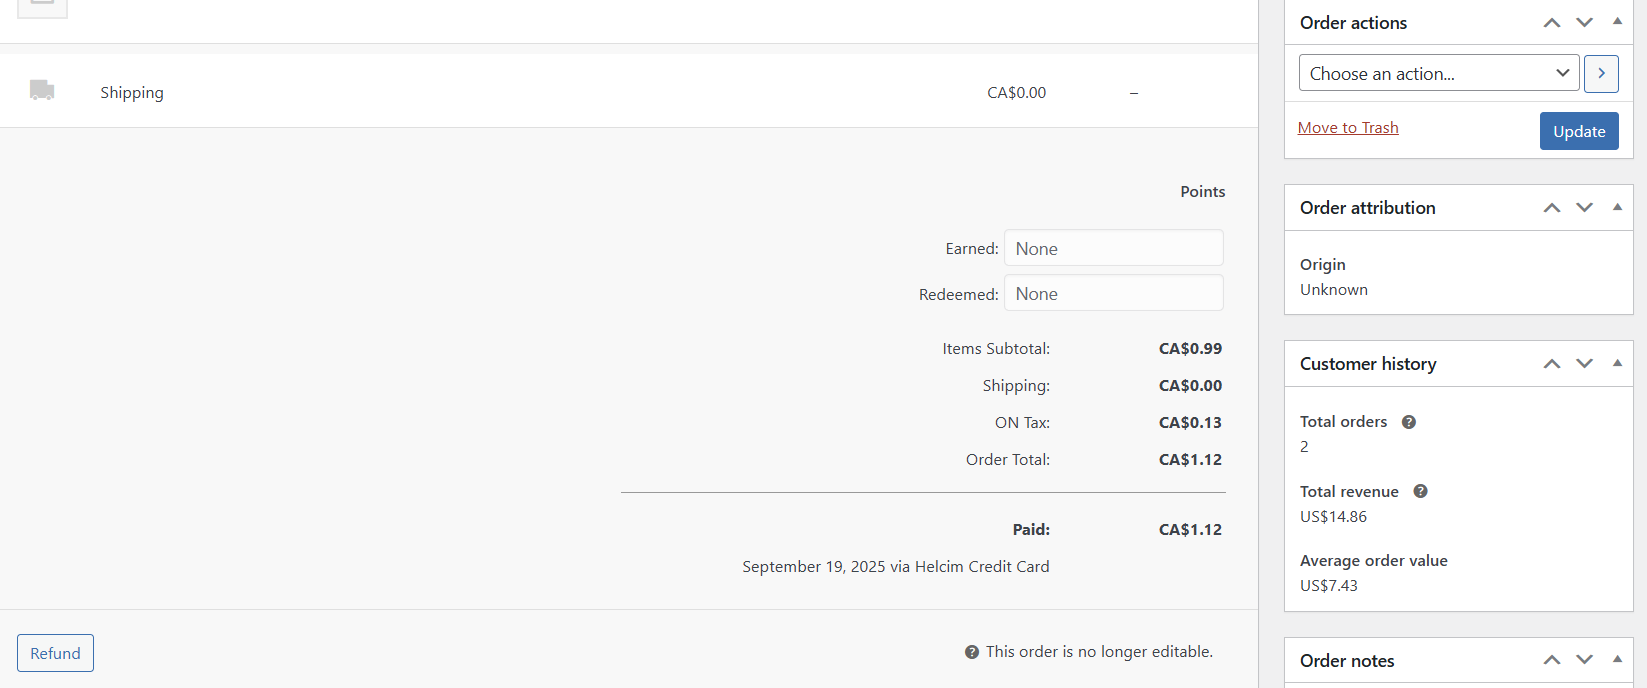 Shipping CA$0.00 –
Points
Earned: None
Redeemed: None
Items Subtotal: CA$0.99
Shipping: CA$0.00
ON Tax: CA$0.13
Order Total: CA$1.12
Paid: CA$1.12
September 19, 2025 via Helcim Credit Card
Refund
This order is no longer editable.
Order actions
Choose an action...
Move to Trash
Update
Order attribution
Origin
Unknown
Customer history
Total orders
2
Total revenue
US$14.86
Average order value
US$7.43
Order notes